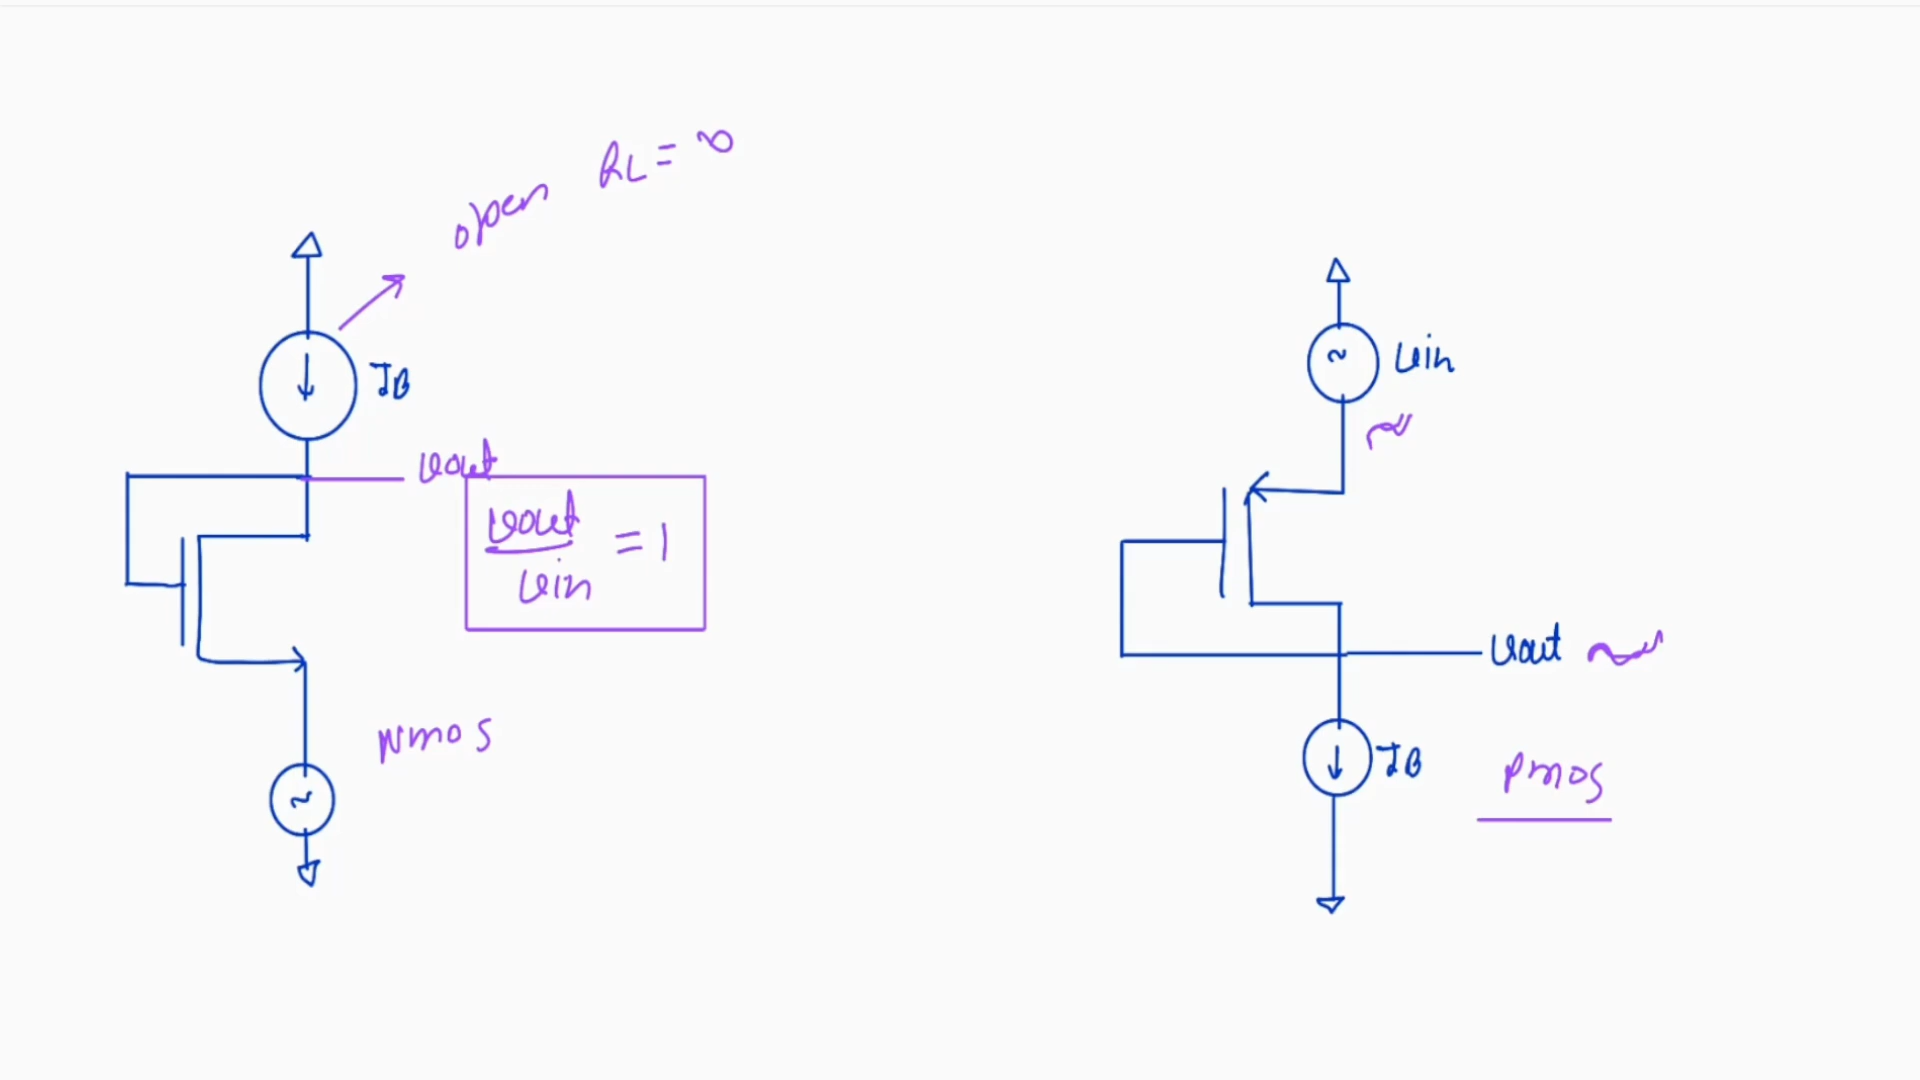 open RL = ∞
IB
vout
vout
/
vin = 1
NMOS
vin
vout
IB
PMOS